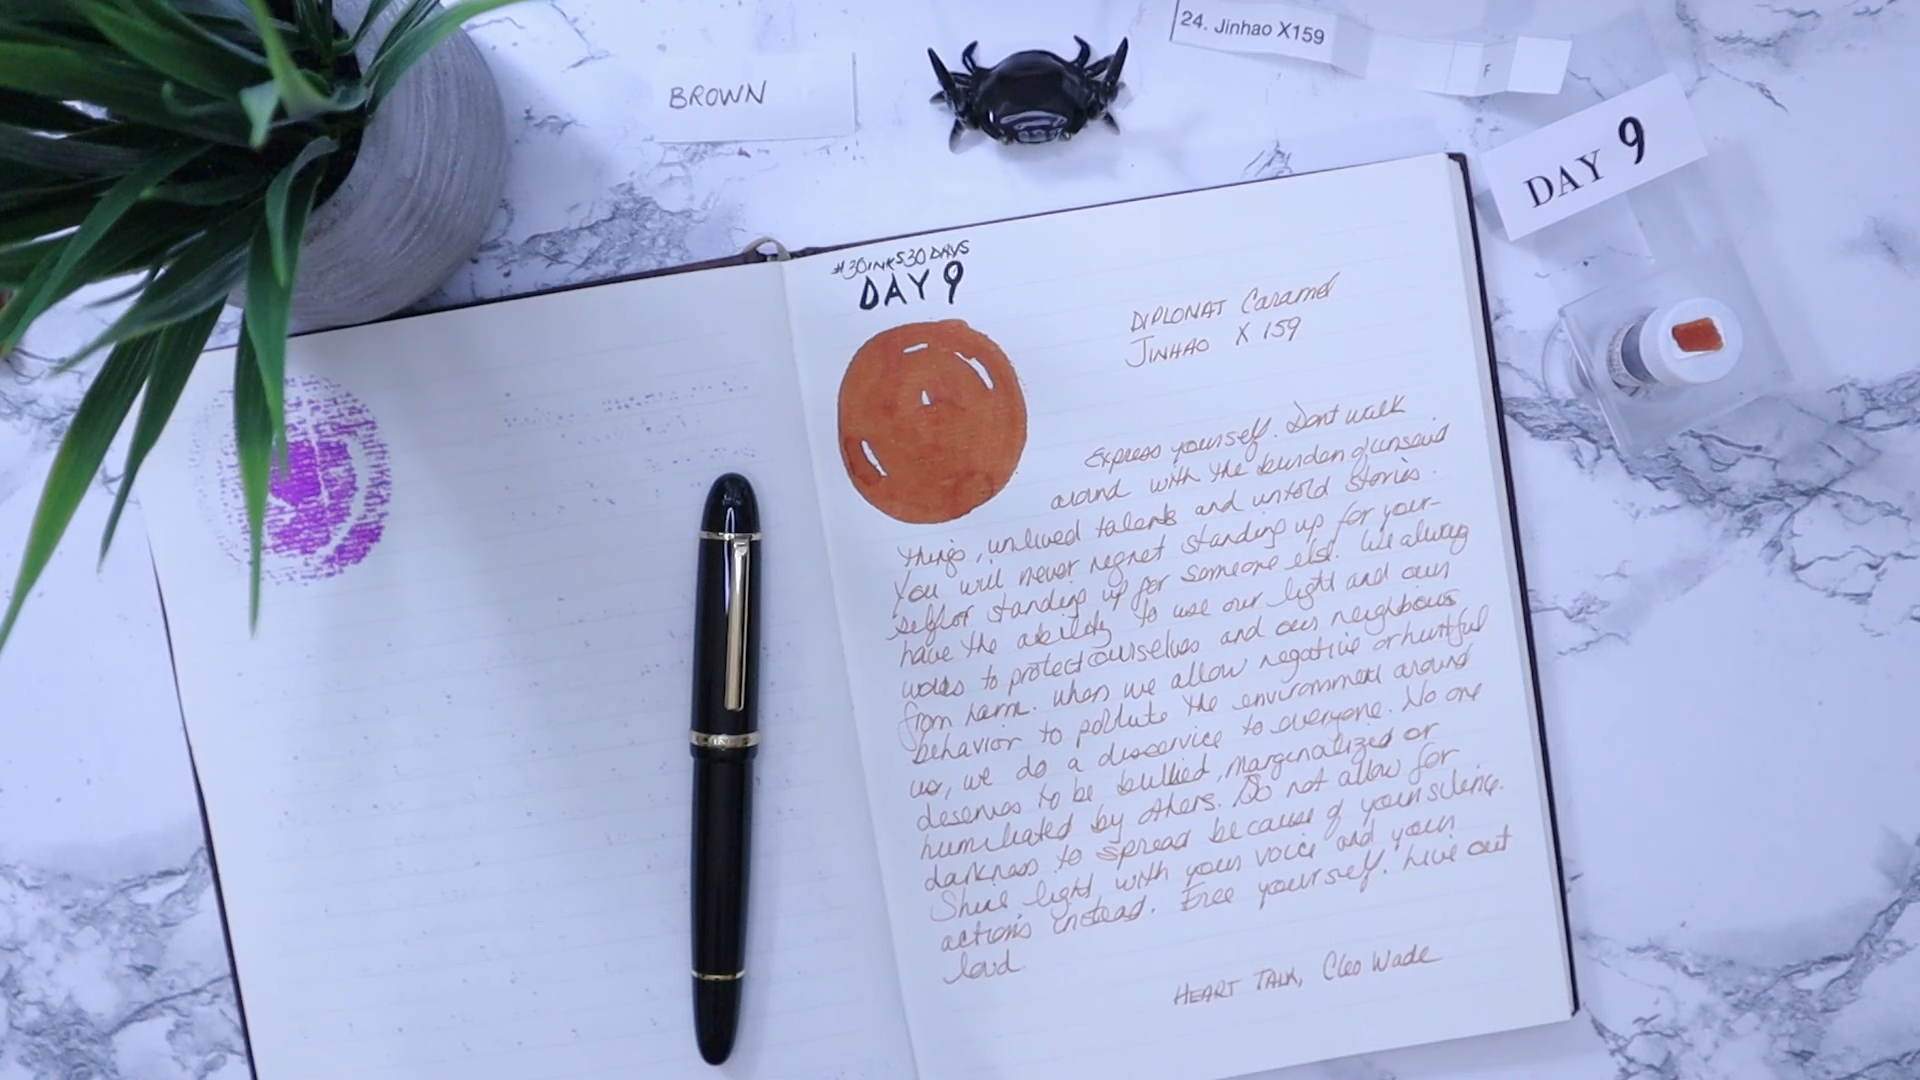 24. Jinhao X159
F
BROWN
DAY 9
#30INKS30DAYS
DAY 9
DIPLONAT Caramel
JINHAO X 159
Express yourself. Dont walk
around with the burden of unsaid
things, unlived talents and untold stories.
You will never regret standing up for your-
self or standing up for someone else. We always
have the ability to use our light and our
words to protect ourselves and our neighbours
from harm. When we allow negative or hurtful
behavior to pollute the environment around
us, we do a disservice to everyone. No one
deserves to be bullied, marginalized or
humiliated by others. Do not allow for
darkness to spread because of your silence.
Shine light with your voice and your
actions instead. Free yourself. Live out
loud.
HEART TALK, Cleo Wade